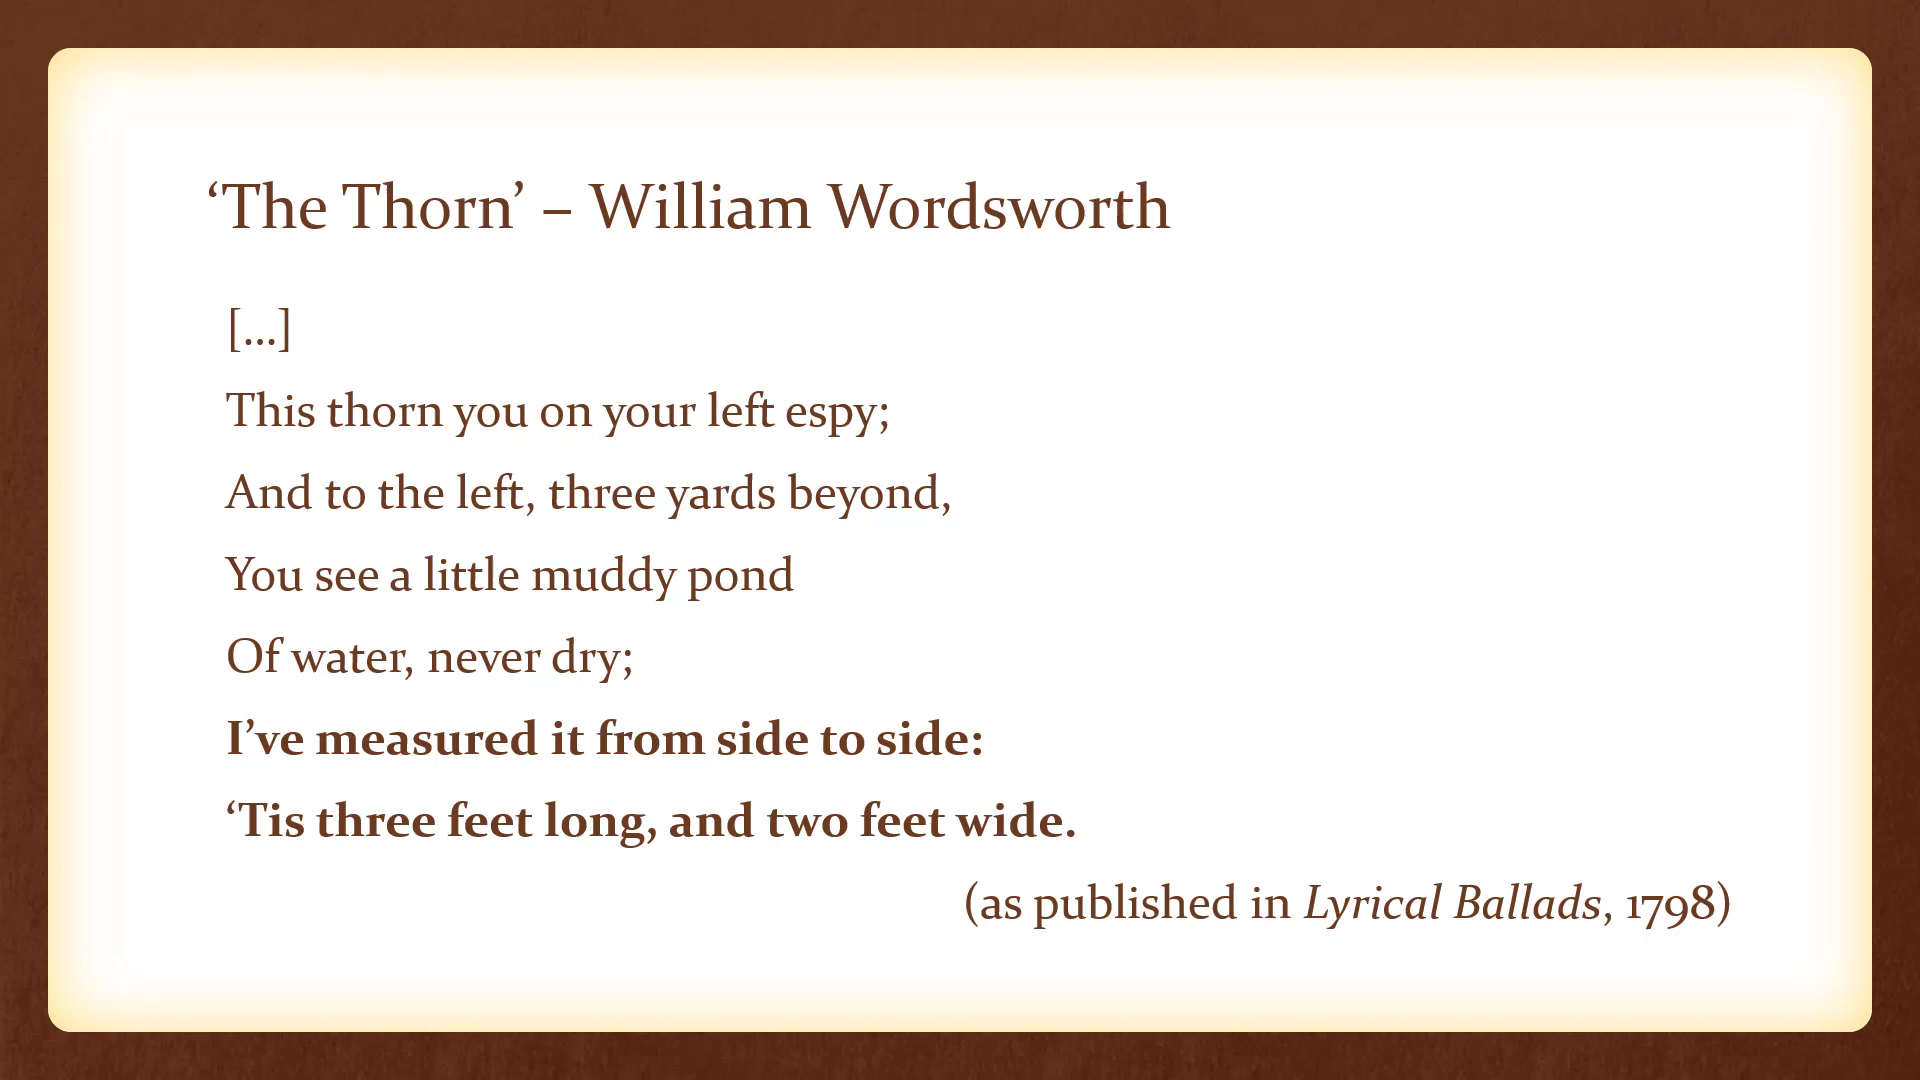 ‘The Thorn’ – William Wordsworth
[…]
This thorn you on your left espy;
And to the left, three yards beyond,
You see a little muddy pond
Of water, never dry;
I’ve measured it from side to side:
‘Tis three feet long, and two feet wide.
(as published in Lyrical Ballads, 1798)